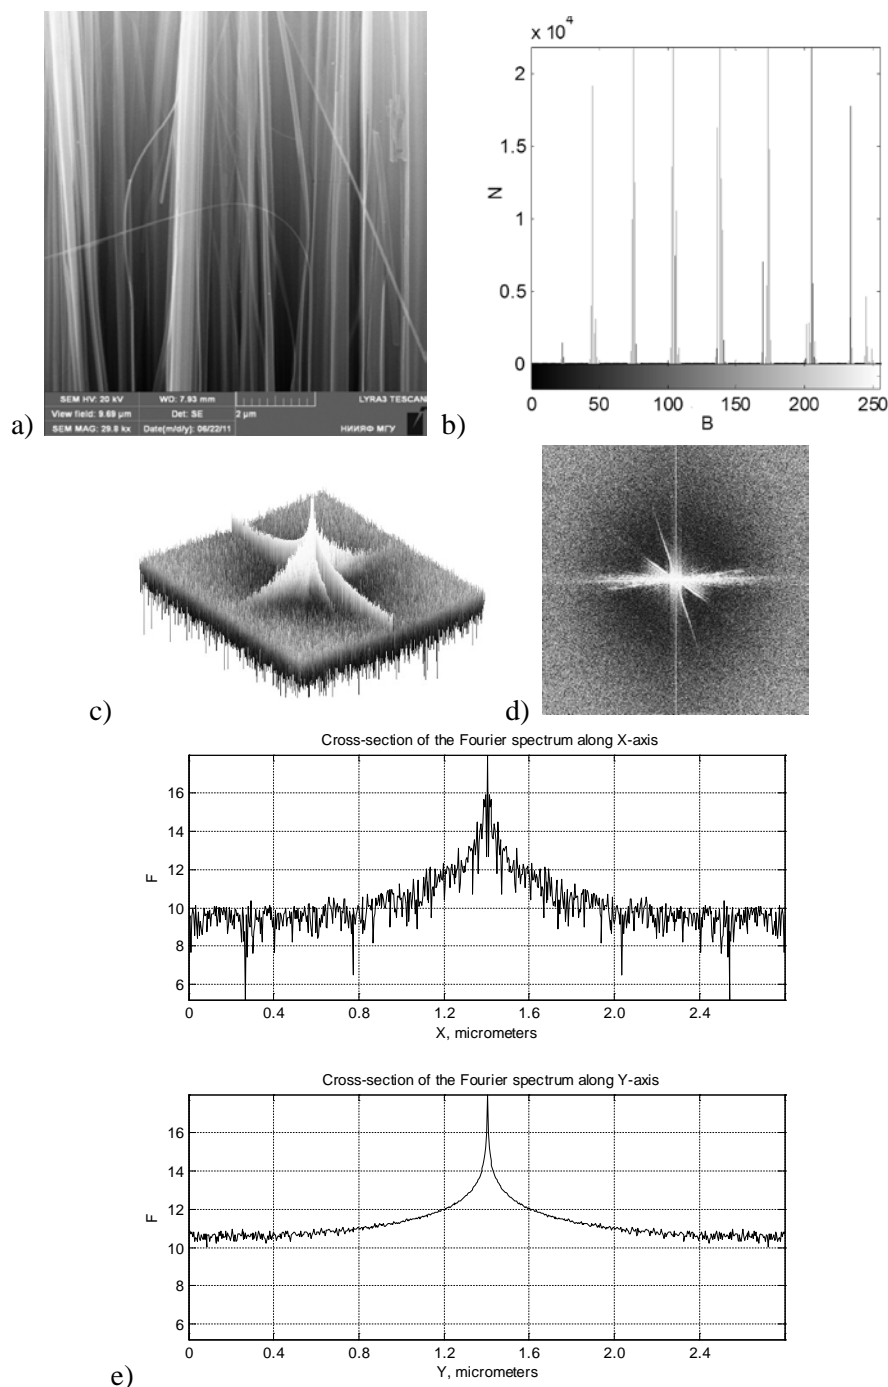 SEM HV: 20 kV WD: 7.93 mm LYRA3 TESCAN
View field: 9.69 µm Det: SE 2 µm
SEM MAG: 29.8 kx Date(m/d/y): 06/22/11 НИИЯФ МГУ
a)
x 10⁴
2
1.5
N
1
0.5
0
0 50 100 150 200 250
B
b)
c)
d)
Cross-section of the Fourier spectrum along X-axis
16
14
12
F
10
8
6
0 0.4 0.8 1.2 1.6 2.0 2.4
X, micrometers
Cross-section of the Fourier spectrum along Y-axis
16
14
12
F
10
8
6
0 0.4 0.8 1.2 1.6 2.0 2.4
Y, micrometers
e)